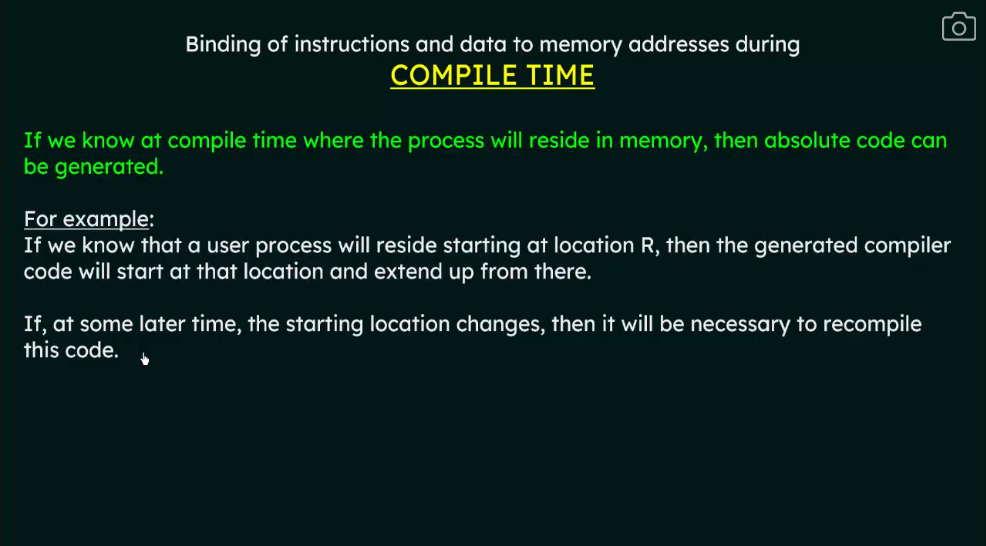 Binding of instructions and data to memory addresses during
COMPILE TIME
If we know at compile time where the process will reside in memory, then absolute code can
be generated.
For example:
If we know that a user process will reside starting at location R, then the generated compiler
code will start at that location and extend up from there.
If, at some later time, the starting location changes, then it will be necessary to recompile
this code.